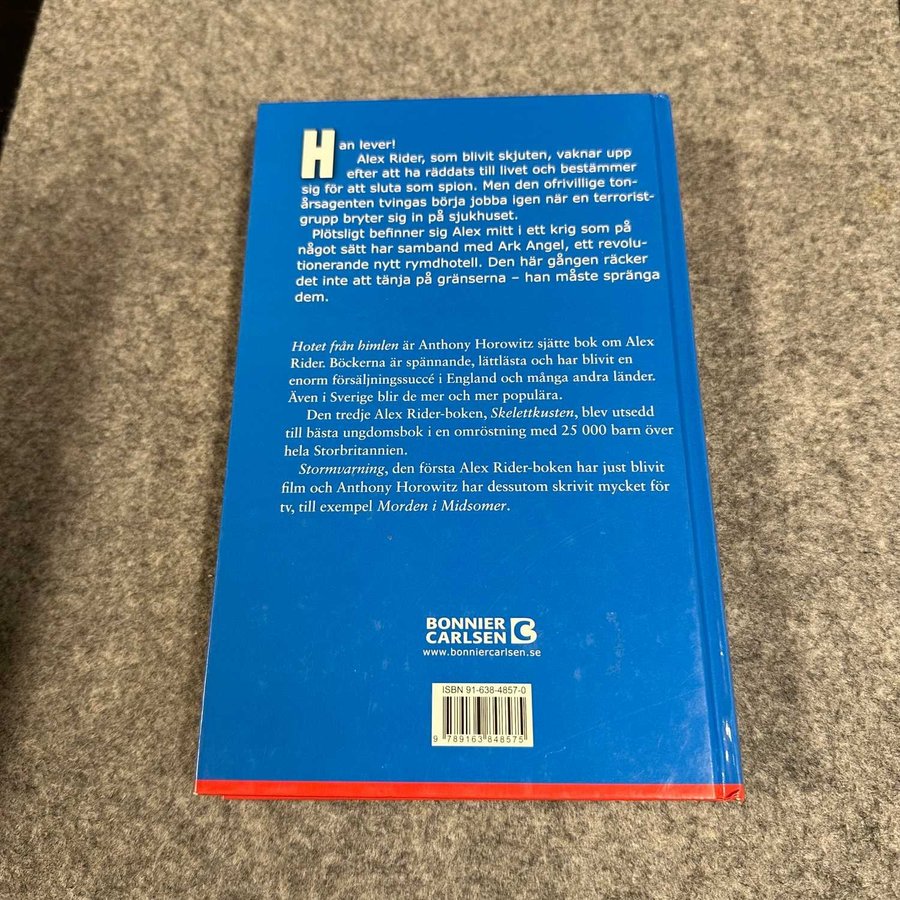 Han lever!
Alex Rider, som blivit skjuten, vaknar upp
efter att ha räddats till livet och bestämmer
sig för att sluta som spion. Men den ofrivillige ton-
årsagenten tvingas börja jobba igen när en terrorist-
grupp bryter sig in på sjukhuset.
Plötsligt befinner sig Alex mitt i ett krig som på
något sätt har samband med Ark Angel, ett revolu-
tionerande nytt rymdhotell. Den här gången räcker
det inte att tänja på gränserna – han måste spränga
dem.
Hotet från himlen är Anthony Horowitz sjätte bok om Alex
Rider. Böckerna är spännande, lättlästa och har blivit en
enorm försäljningssuccé i England och många andra länder.
Även i Sverige blir de mer och mer populära.
Den tredje Alex Rider-boken, Skelettkusten, blev utsedd
till bästa ungdomsbok i en omröstning med 25 000 barn över
hela Storbritannien.
Stormvarning, den första Alex Rider-boken har just blivit
film och Anthony Horowitz har dessutom skrivit mycket för
tv, till exempel Morden i Midsomer.
BONNIER
CARLSEN
www.bonniercarlsen.se
ISBN 91-638-4857-0
9 789163 848575